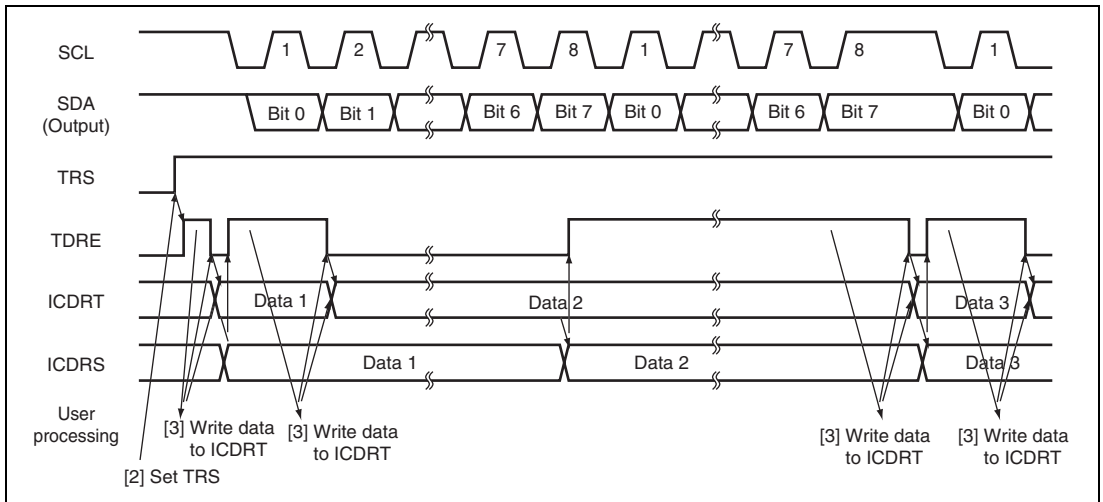 SCL 1 2 7 8 1 7 8 1
SDA
(Output) Bit 0 Bit 1 Bit 6 Bit 7 Bit 0 Bit 6 Bit 7 Bit 0
TRS
TDRE
ICDRT Data 1 Data 2 Data 3
ICDRS Data 1 Data 2 Data 3
User
processing
[3] Write data
to ICDRT
[3] Write data
to ICDRT
[3] Write data
to ICDRT
[3] Write data
to ICDRT
[2] Set TRS